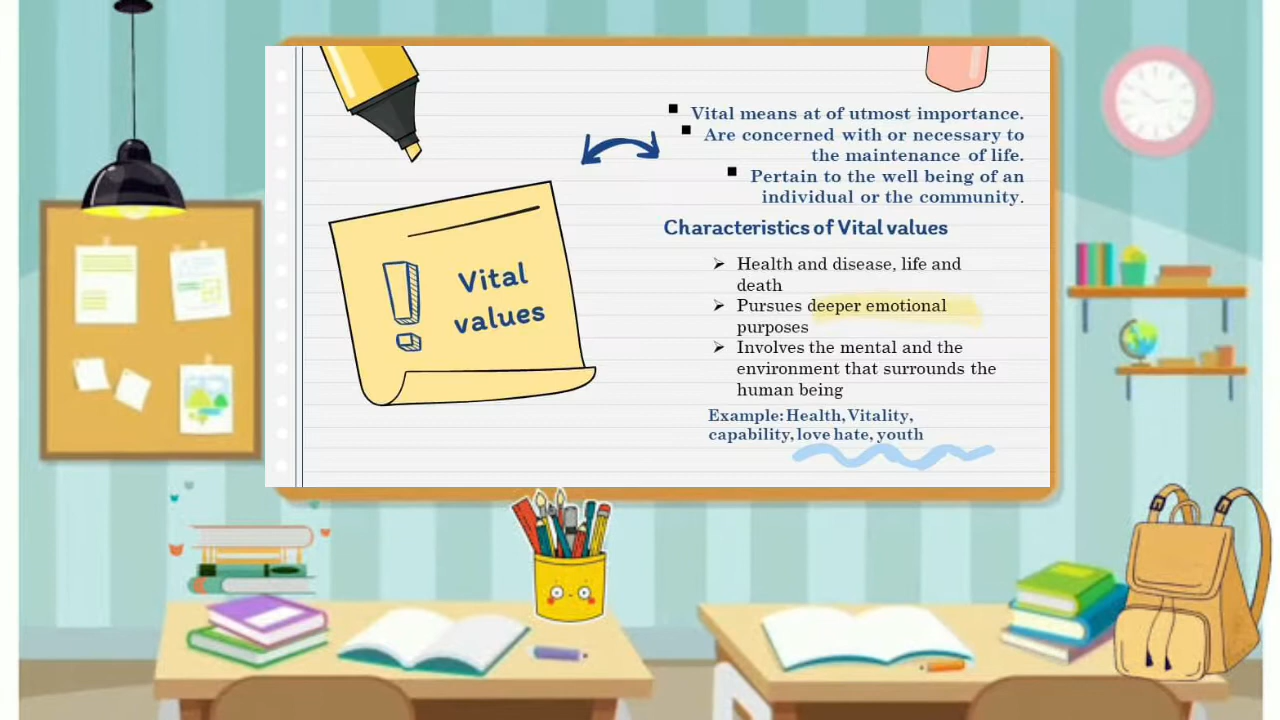 Vital
values
Vital means at of utmost importance.
Are concerned with or necessary to
the maintenance of life.
Pertain to the well being of an
individual or the community.
Characteristics of Vital values
Health and disease, life and
death
Pursues deeper emotional
purposes
Involves the mental and the
environment that surrounds the
human being
Example: Health, Vitality,
capability, love hate, youth